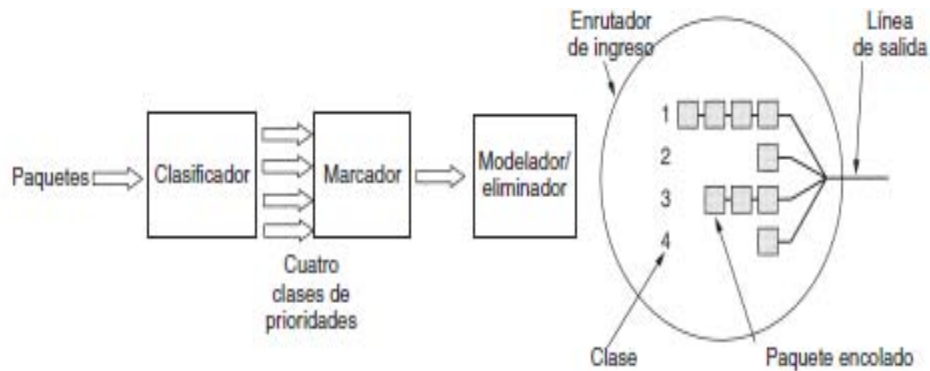 Enrutador
de ingreso
Línea
de salida
Paquetes
Clasificador
Marcador
Modelador/
eliminador
1
2
3
4
Cuatro
clases de
prioridades
Clase
Paquete encolado